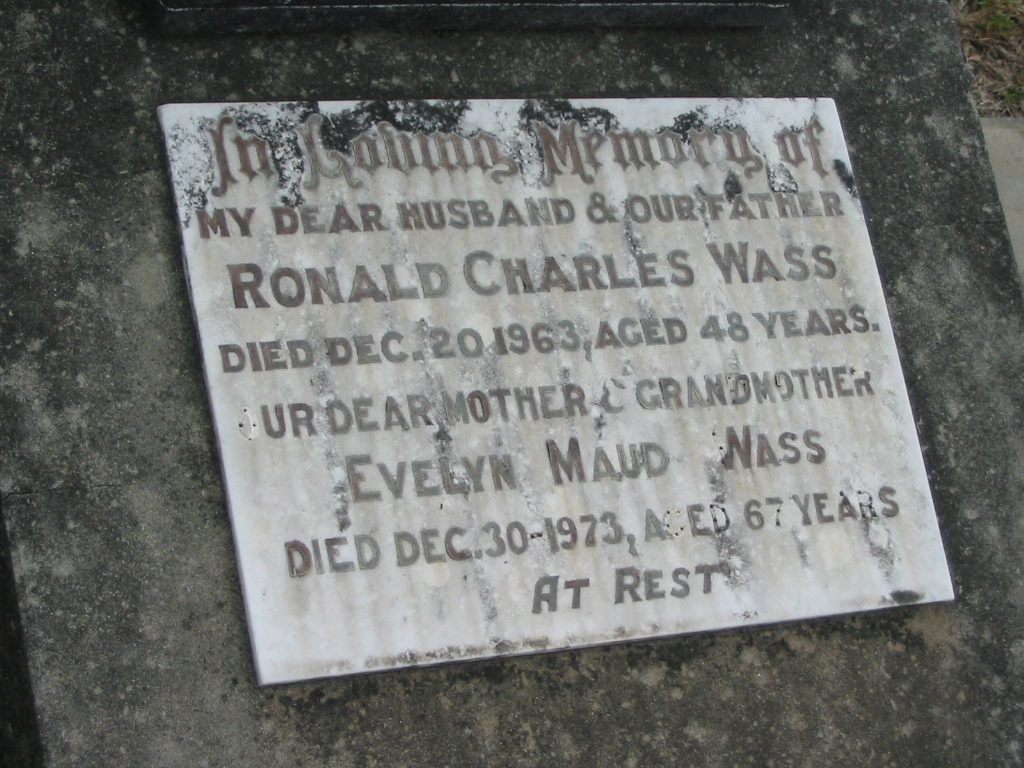 In Loving Memory of
MY DEAR HUSBAND & OUR FATHER
RONALD CHARLES WASS
DIED DEC. 20 1963, AGED 48 YEARS.
OUR DEAR MOTHER & GRANDMOTHER
EVELYN MAUD WASS
DIED DEC. 30-1973, AGED 67 YEARS
AT REST